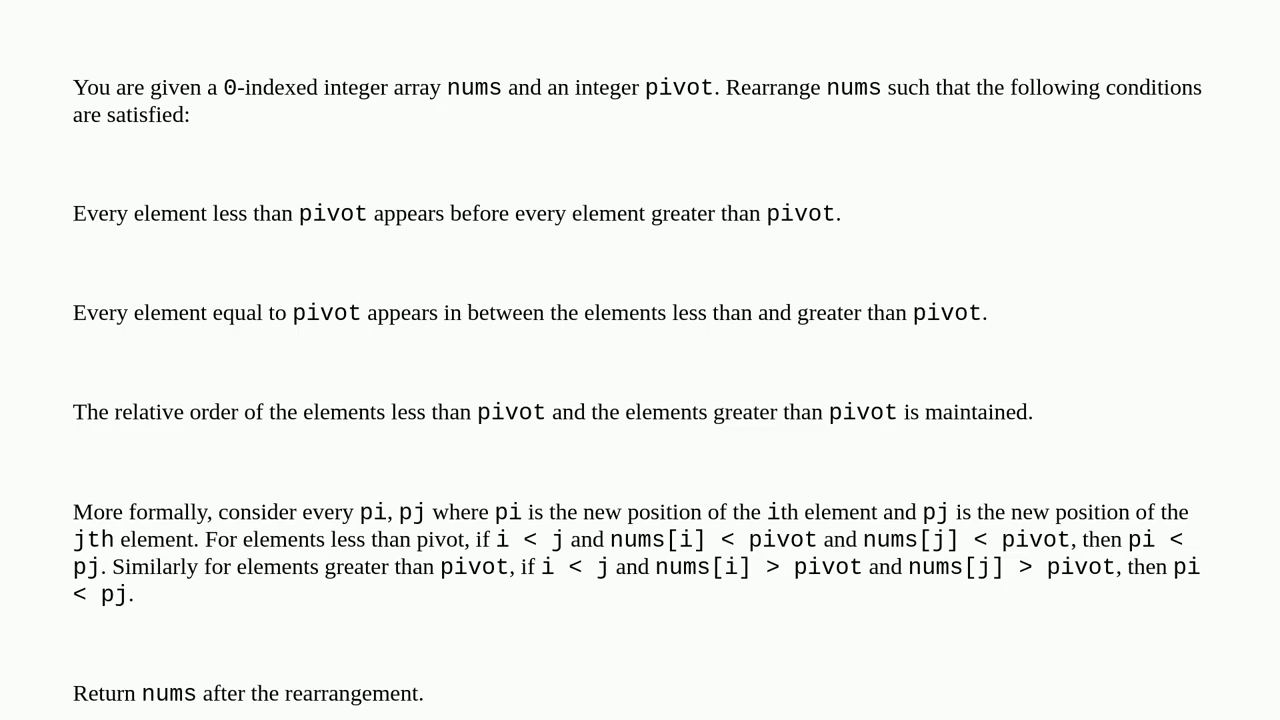 You are given a 0-indexed integer array nums and an integer pivot. Rearrange nums such that the following conditions
are satisfied:
Every element less than pivot appears before every element greater than pivot.
Every element equal to pivot appears in between the elements less than and greater than pivot.
The relative order of the elements less than pivot and the elements greater than pivot is maintained.
More formally, consider every pi, pj where pi is the new position of the ith element and pj is the new position of the
jth element. For elements less than pivot, if i < j and nums[i] < pivot and nums[j] < pivot, then pi <
pj. Similarly for elements greater than pivot, if i < j and nums[i] > pivot and nums[j] > pivot, then pi
< pj.
Return nums after the rearrangement.